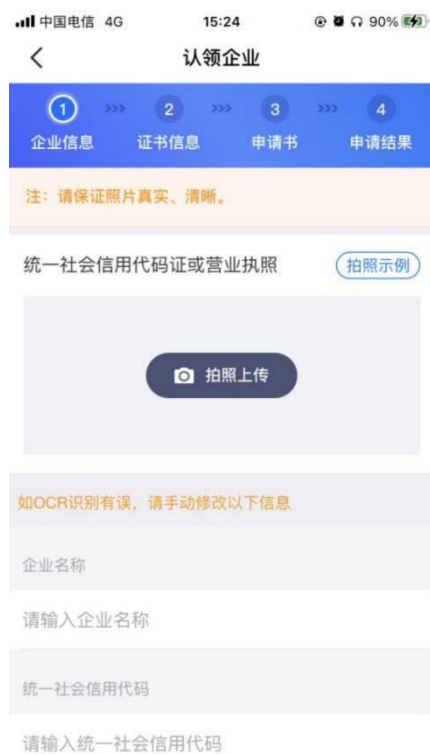 中国电信 4G 15:24 90%
认领企业
1 >>> 2 >>> 3 >>> 4
企业信息 证书信息 申请书 申请结果
注：请保证照片真实、清晰。
统一社会信用代码证或营业执照 拍照示例
拍照上传
如OCR识别有误，请手动修改以下信息
企业名称
请输入企业名称
统一社会信用代码
请输入统一社会信用代码